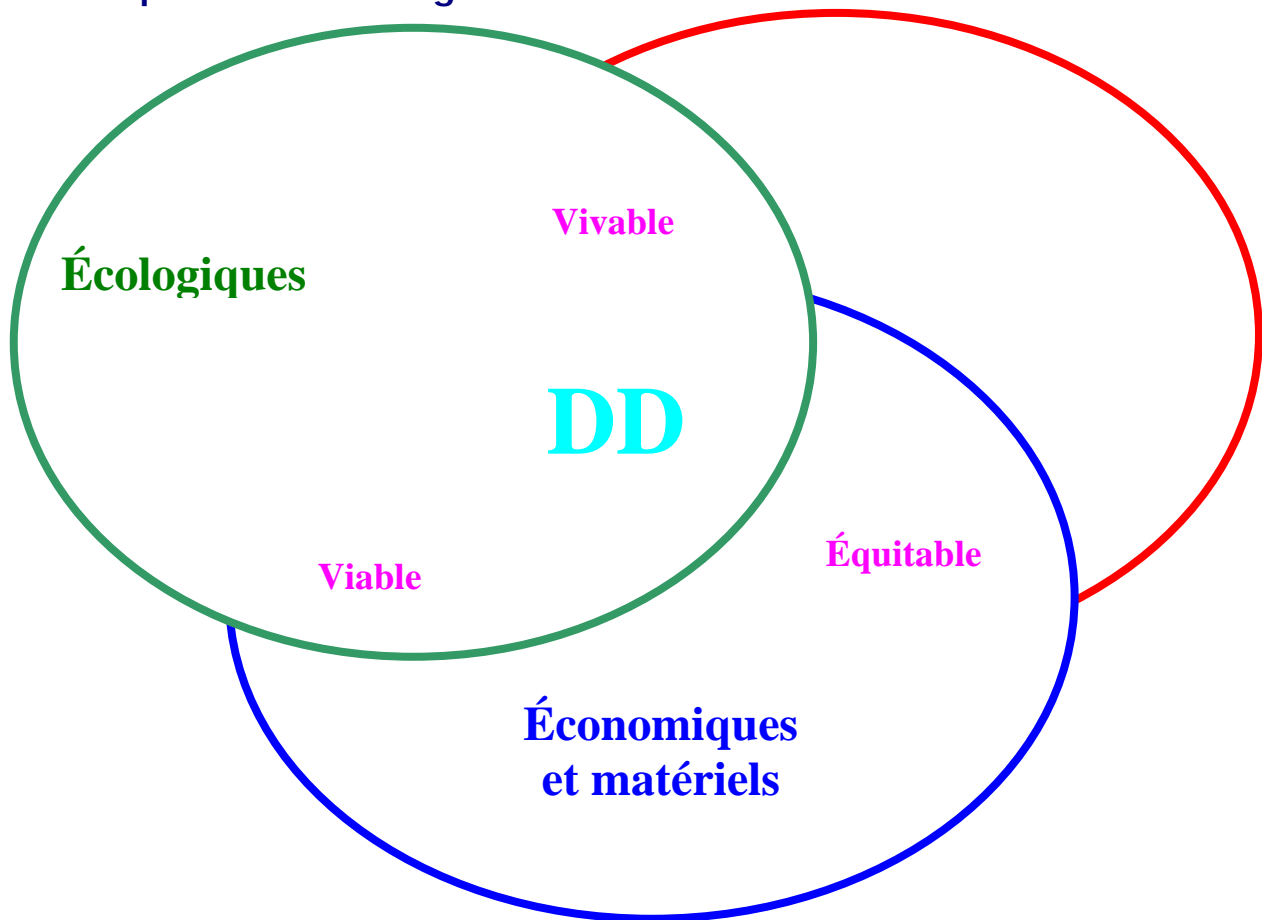 Vivable
Écologiques
DD
Équitable
Viable
Économiques
et matériels